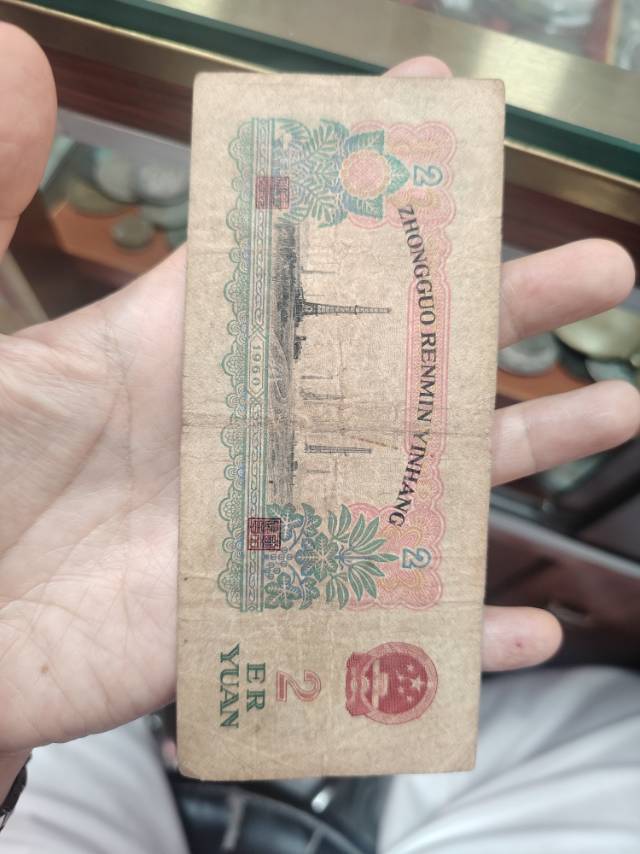 ZHONGGUO RENMIN YINHANG
2
2
1960
2
ER
YUAN